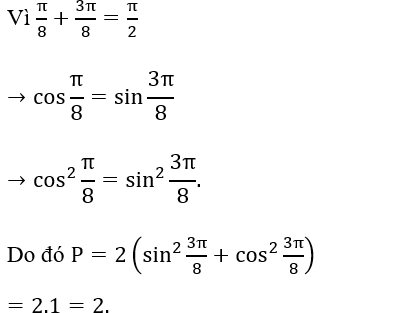 Vì π/8 + 3π/8 = π/2
→ cos π/8 = sin 3π/8
→ cos² π/8 = sin² 3π/8.
Do đó P = 2 (sin² 3π/8 + cos² 3π/8)
= 2.1 = 2.